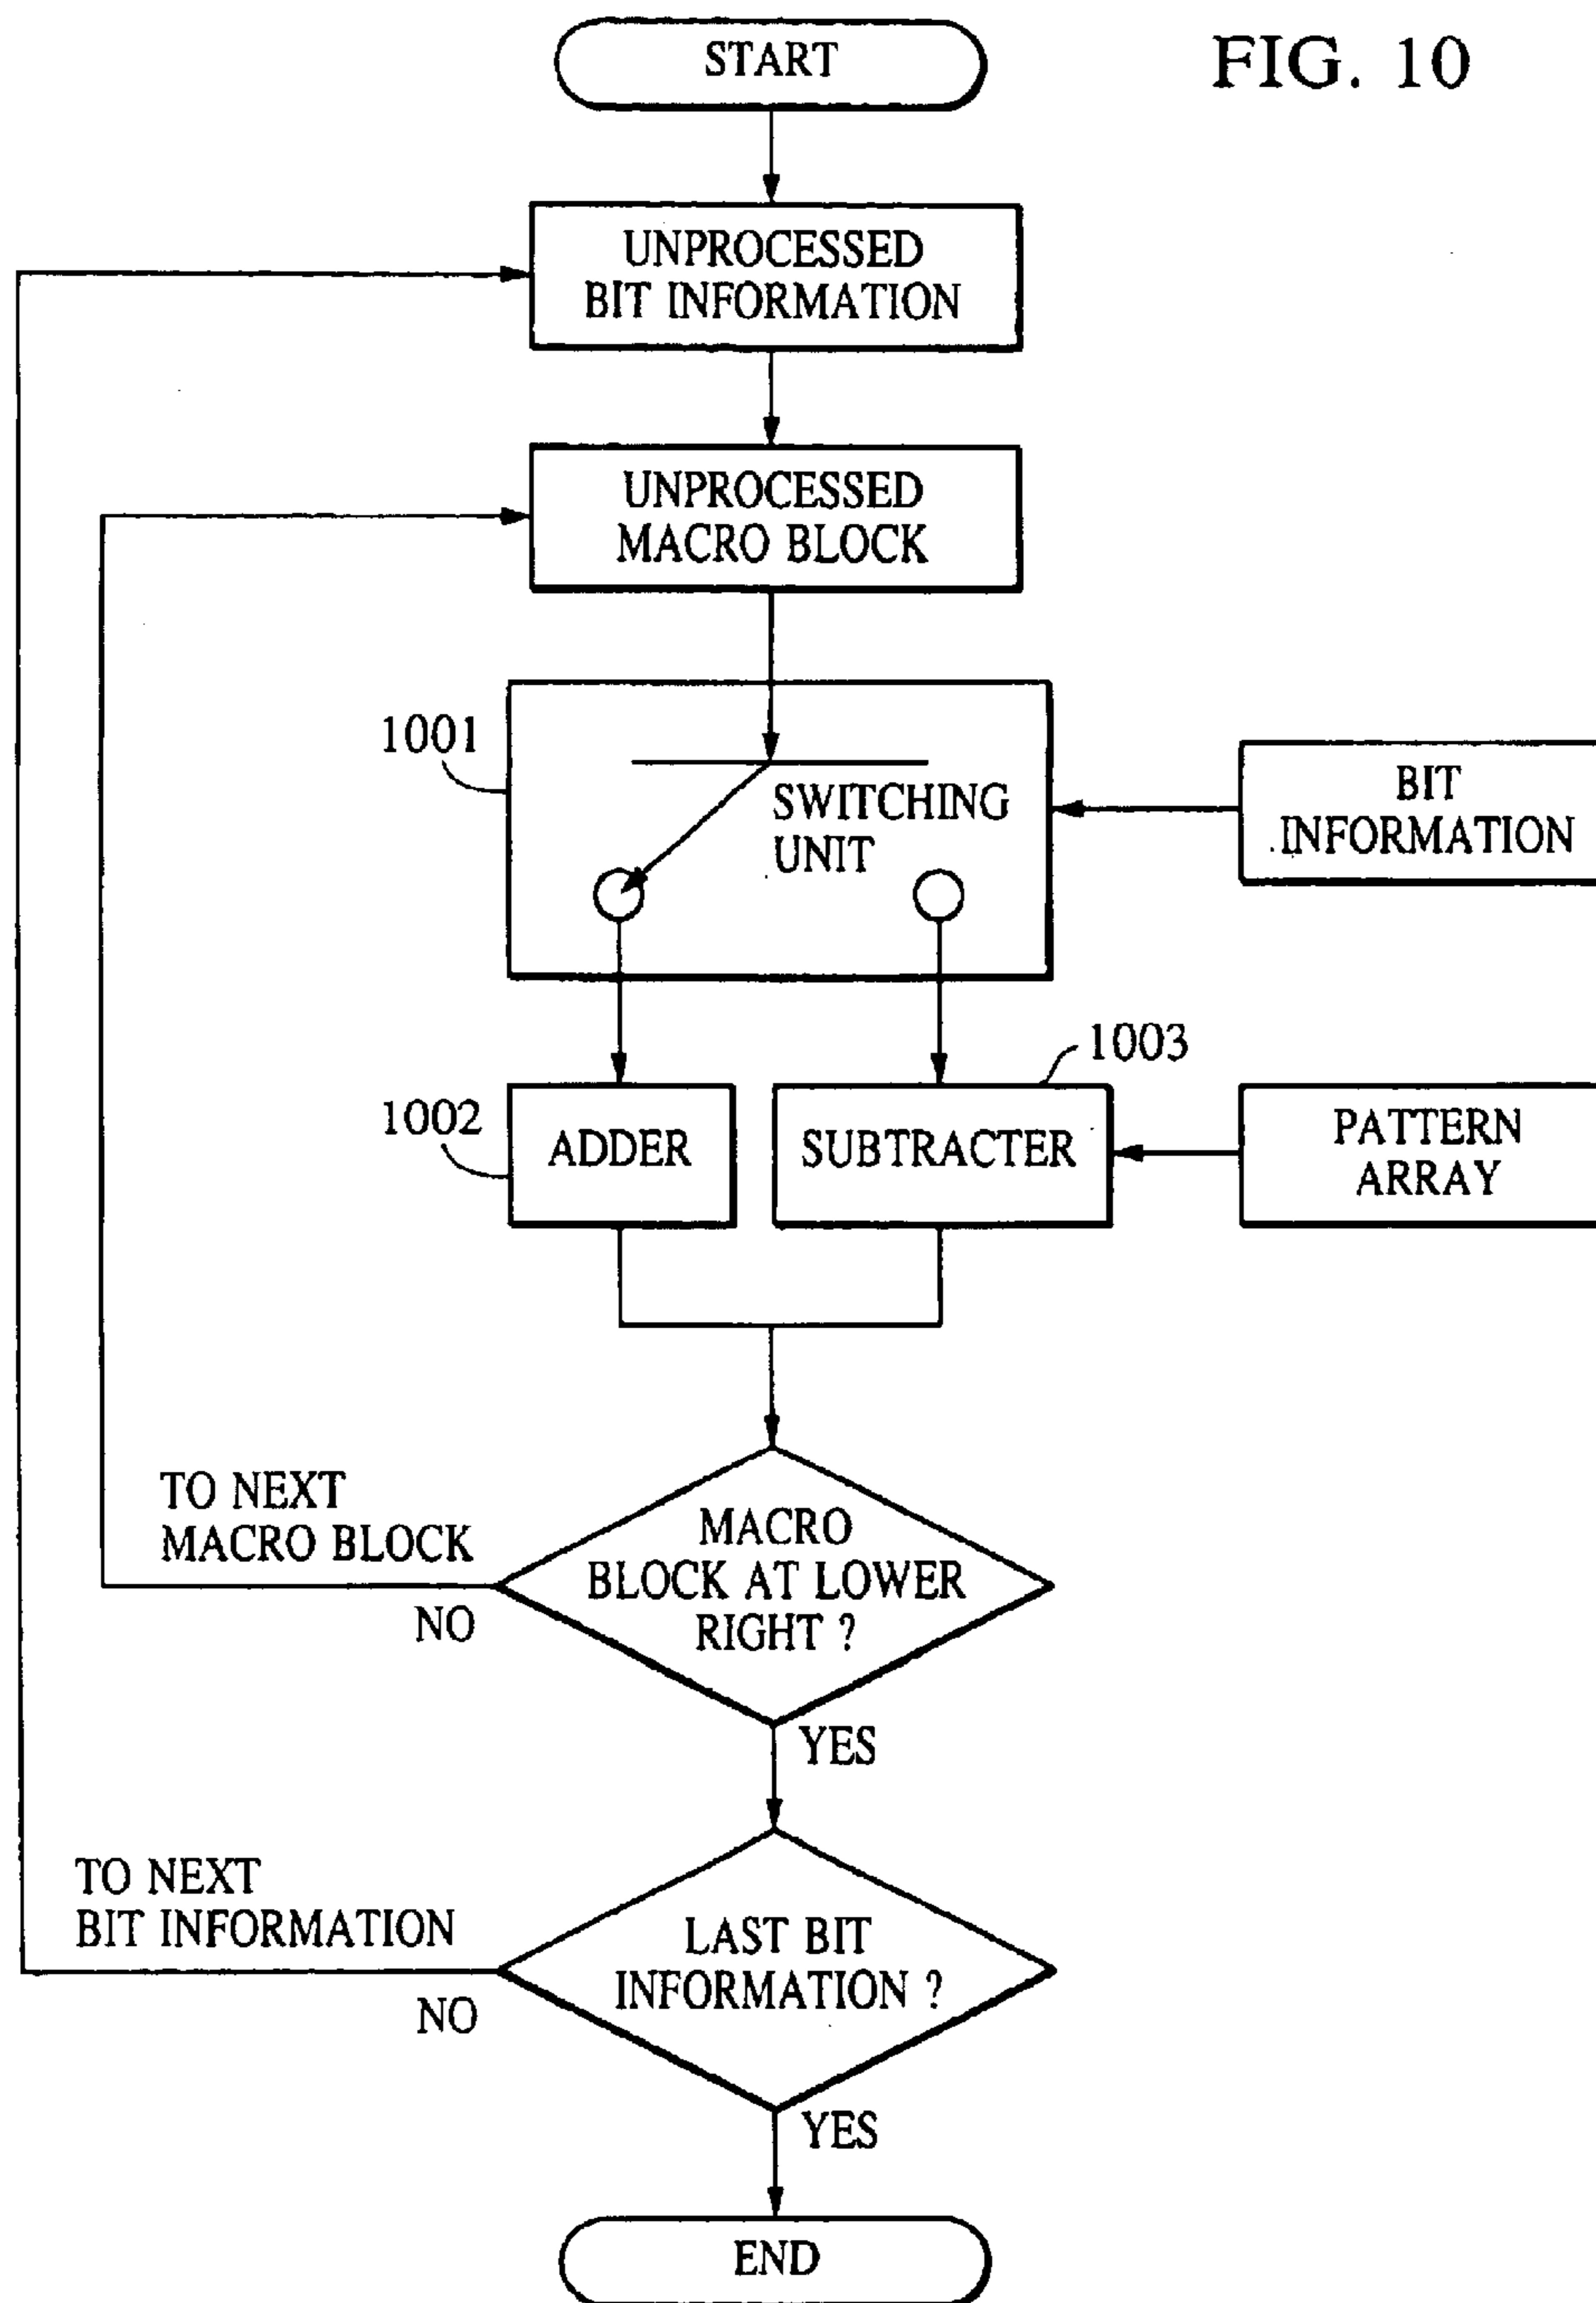 FIG. 10
START
UNPROCESSED
BIT INFORMATION
UNPROCESSED
MACRO BLOCK
1001
SWITCHING
UNIT
BIT
INFORMATION
1003
1002
ADDER
SUBTRACTER
PATTERN
ARRAY
TO NEXT
MACRO BLOCK
NO
MACRO
BLOCK AT LOWER
RIGHT ?
YES
TO NEXT
BIT INFORMATION
NO
LAST BIT
INFORMATION ?
YES
END